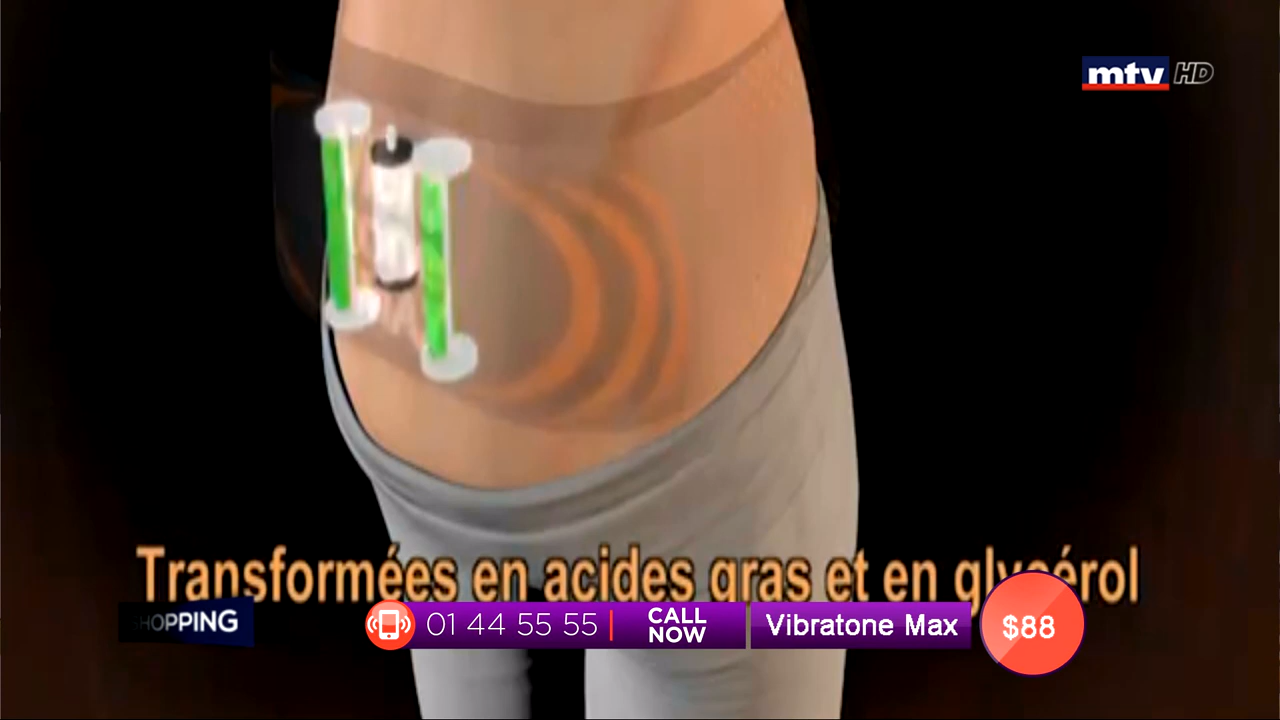 mtv HD
Transformées en acides gras et en glycérol
SHOPPING
01 44 55 55
CALL
NOW
Vibratone Max
$88